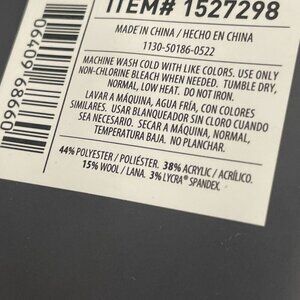 ITEM# 1527298
MADE IN CHINA / HECHO EN CHINA
1130-50186-0522
MACHINE WASH COLD WITH LIKE COLORS. USE ONLY
NON-CHLORINE BLEACH WHEN NEEDED. TUMBLE DRY,
NORMAL, LOW HEAT. DO NOT IRON.
LAVAR A MÁQUINA, AGUA FRÍA, CON COLORES
SIMILARES. USAR BLANQUEADOR SIN CLORO CUANDO
SEA NECESARIO. SECAR A MÁQUINA, NORMAL,
TEMPERATURA BAJA. NO PLANCHAR.
44% POLYESTER / POLIÉSTER. 38% ACRYLIC / ACRÍLICO.
15% WOOL / LANA. 3% LYCRA® SPANDEX.
06409 68660